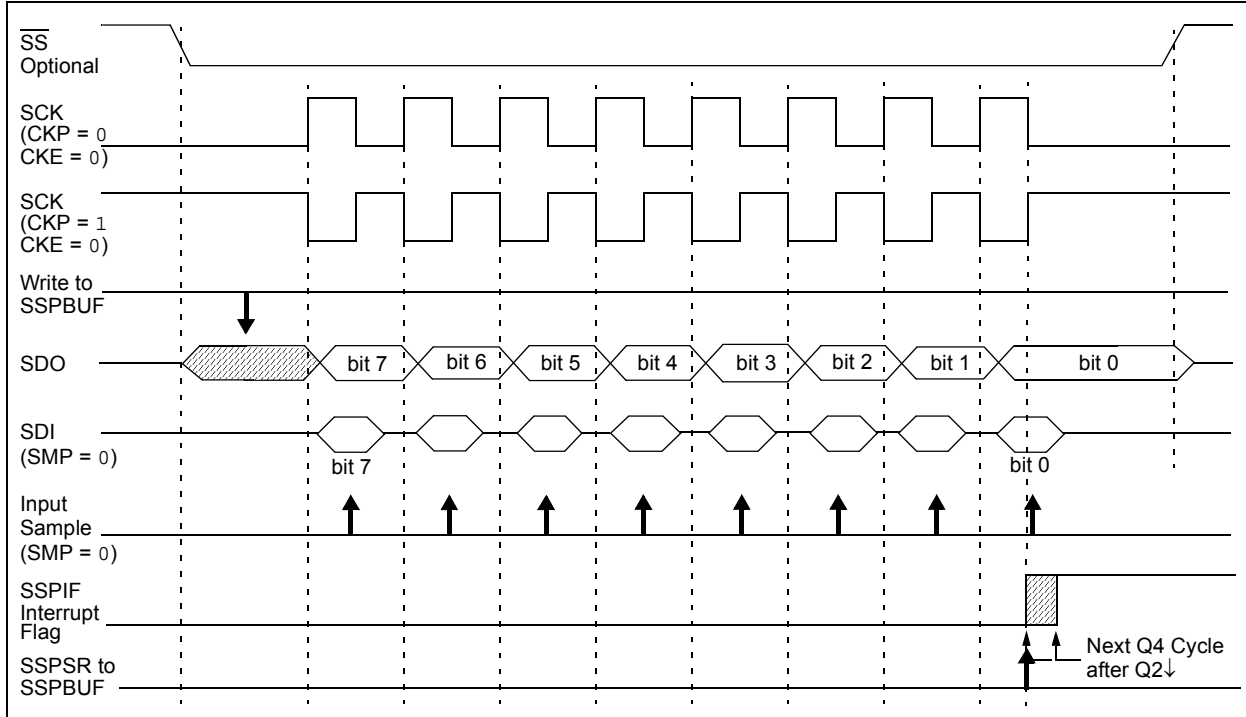 SS
Optional
SCK
(CKP = 0
CKE = 0)
SCK
(CKP = 1
CKE = 0)
Write to
SSPBUF
SDO
bit 7
bit 6
bit 5
bit 4
bit 3
bit 2
bit 1
bit 0
SDI
(SMP = 0)
bit 7
bit 0
Input
Sample
(SMP = 0)
SSPIF
Interrupt
Flag
Next Q4 Cycle
after Q2↓
SSPSR to
SSPBUF